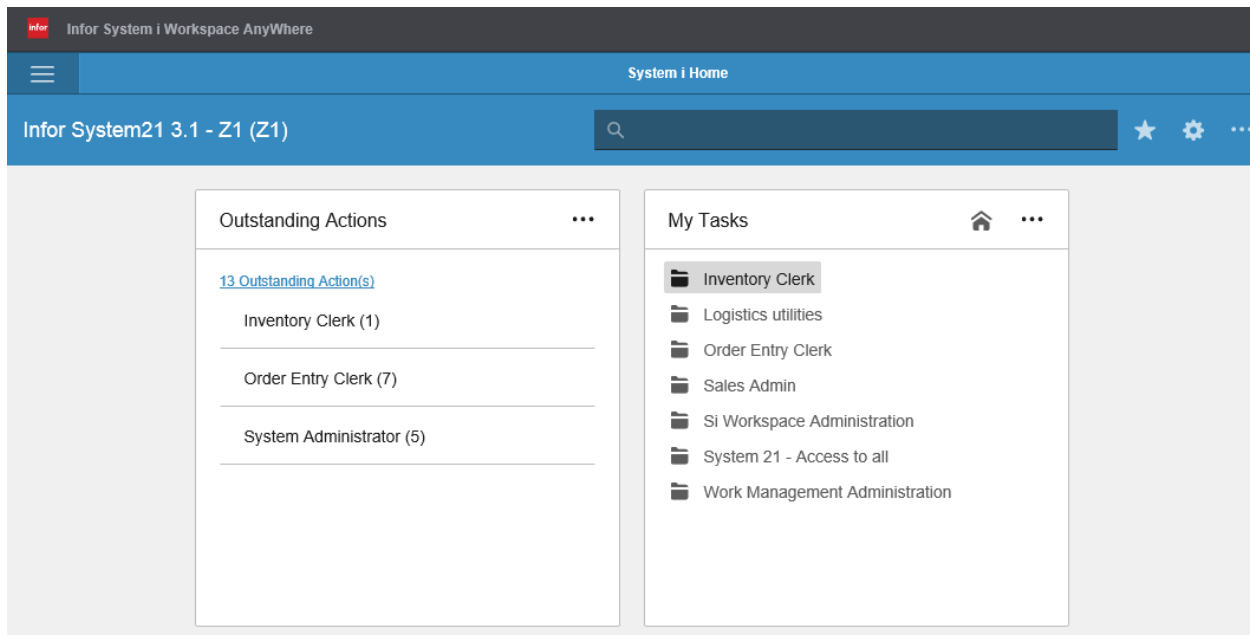 infor Infor System i Workspace AnyWhere
System i Home
Infor System21 3.1 - Z1 (Z1)
Outstanding Actions
13 Outstanding Action(s)
Inventory Clerk (1)
Order Entry Clerk (7)
System Administrator (5)
My Tasks
Inventory Clerk
Logistics utilities
Order Entry Clerk
Sales Admin
Si Workspace Administration
System 21 - Access to all
Work Management Administration